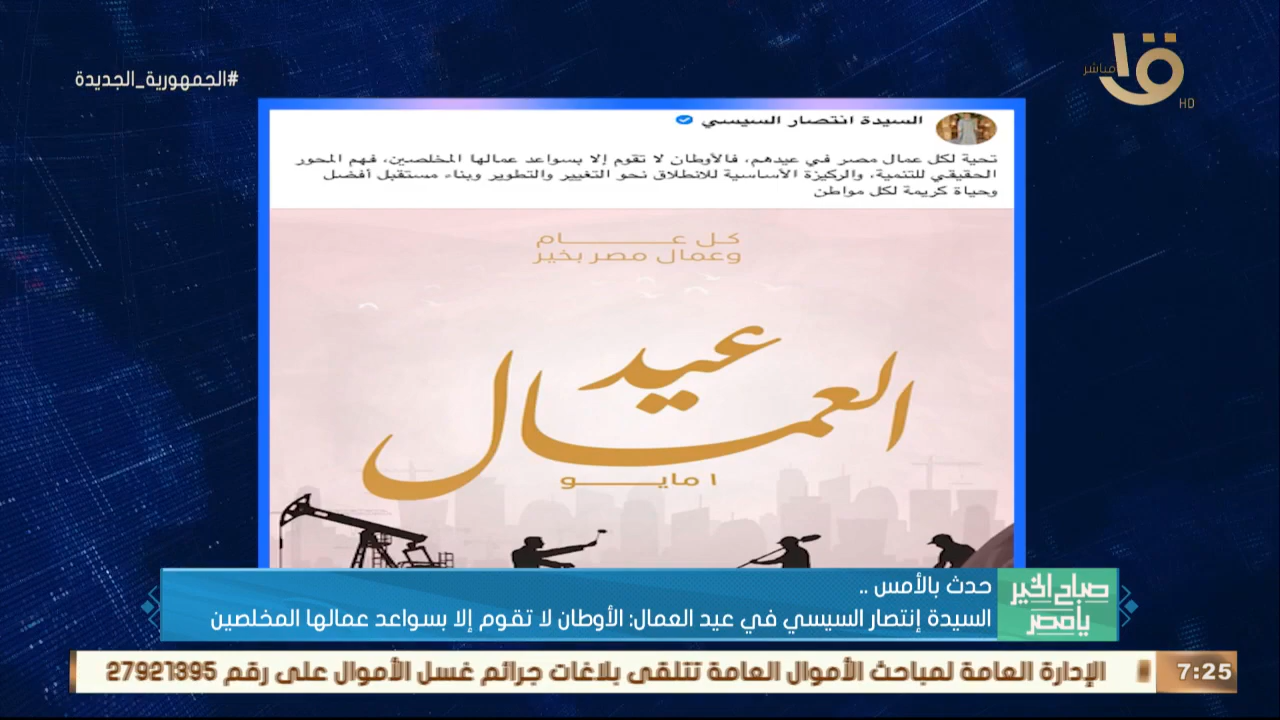 #الجمهورية_الجديدة
مباشر
HD
السيدة انتصار السيسي
تحية لكل عمال مصر في عيدهم، فالأوطان لا تقوم إلا بسواعد عمالها المخلصين، فهم المحور
الحقيقي للتنمية، والركيزة الأساسية للانطلاق نحو التغيير والتطوير وبناء مستقبل أفضل
وحياة كريمة لكل مواطن
كل عام
وعمال مصر بخير
عيد
العمال
١ مايو
صباح الخير
يا مصر
حدث بالأمس ..
السيدة إنتصار السيسي في عيد العمال: الأوطان لا تقوم إلا بسواعد عمالها المخلصين
7:25
الإدارة العامة لمباحث الأموال العامة تتلقى بلاغات جرائم غسل الأموال على رقم 27921395